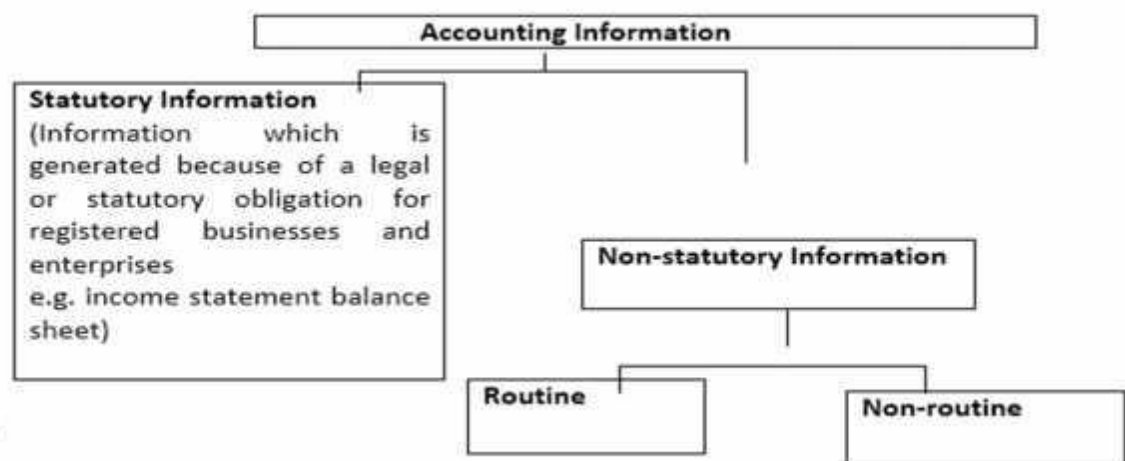 Accounting Information
Statutory Information
(Information which is
generated because of a legal
or statutory obligation for
registered businesses and
enterprises
e.g. income statement balance
sheet)
Non-statutory Information
Routine
Non-routine